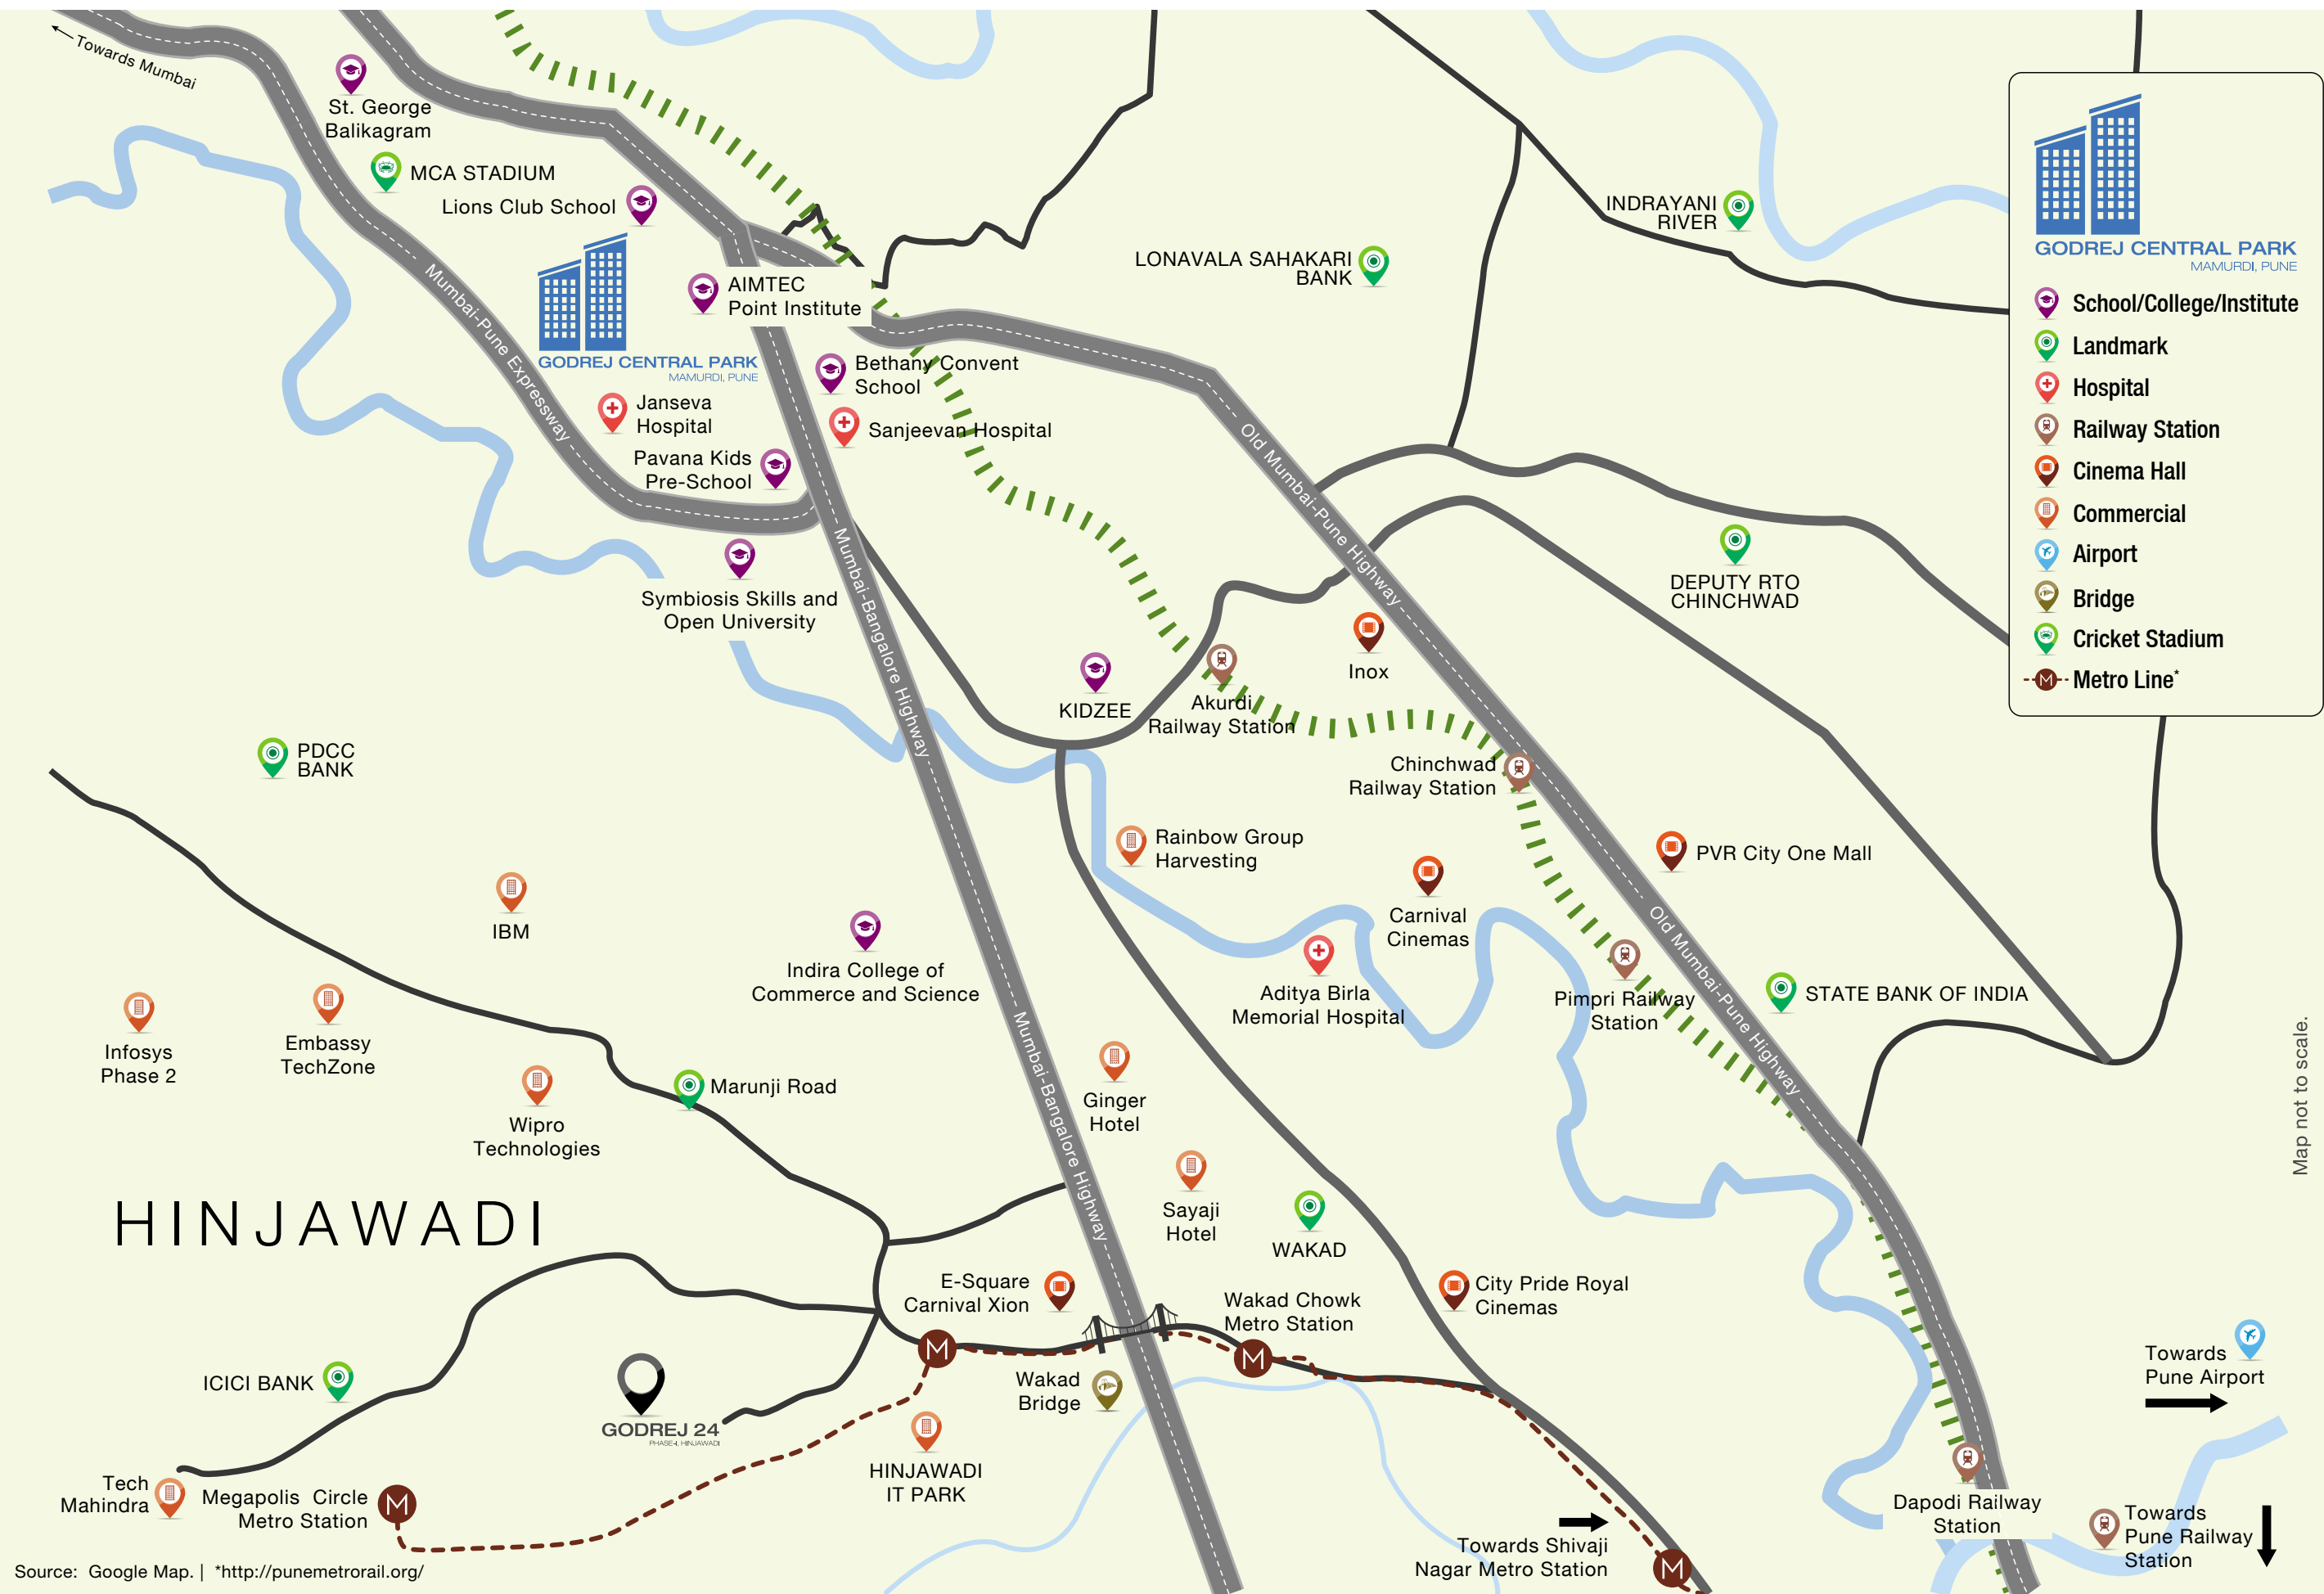 Towards Mumbai
St. George
Balikagram
MCA STADIUM
Lions Club School
GODREJ CENTRAL PARK
MAMURDI, PUNE
AIMTEC
Point Institute
Bethany Convent
School
Janseva
Hospital
Sanjeevan Hospital
Pavana Kids
Pre-School
Mumbai-Pune Expressway
Symbiosis Skills and
Open University
Mumbai-Bangalore Highway
LONAVALA SAHAKARI
BANK
INDRAYANI
RIVER
Old Mumbai-Pune Highway
DEPUTY RTO
CHINCHWAD
Inox
KIDZEE
Akurdi
Railway Station
Chinchwad
Railway Station
PDCC
BANK
Rainbow Group
Harvesting
PVR City One Mall
Carnival
Cinemas
IBM
Indira College of
Commerce and Science
Aditya Birla
Memorial Hospital
Pimpri Railway
Station
Old Mumbai-Pune Highway
STATE BANK OF INDIA
Infosys
Phase 2
Embassy
TechZone
Wipro
Technologies
Marunji Road
Mumbai-Bangalore Highway
Ginger
Hotel
Sayaji
Hotel
WAKAD
HINJAWADI
E-Square
Carnival Xion
Wakad Chowk
Metro Station
City Pride Royal
Cinemas
M
M
Wakad
Bridge
ICICI BANK
GODREJ 24
PHASE-I, HINJAWADI
HINJAWADI
IT PARK
Tech
Mahindra
Megapolis Circle
Metro Station
M
Towards Shivaji
Nagar Metro Station
M
Dapodi Railway
Station
Towards
Pune Airport
Towards
Pune Railway
Station
GODREJ CENTRAL PARK
MAMURDI, PUNE
School/College/Institute
Landmark
Hospital
Railway Station
Cinema Hall
Commercial
Airport
Bridge
Cricket Stadium
M Metro Line*
Map not to scale.
Source: Google Map. | *http://punemetrorail.org/